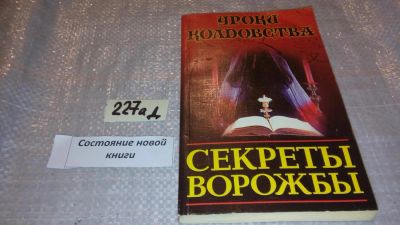 УРОКИ
КОЛДОВСТВА
227а Д
Состояние новой
книги
СЕКРЕТЫ
ВОРОЖБЫ